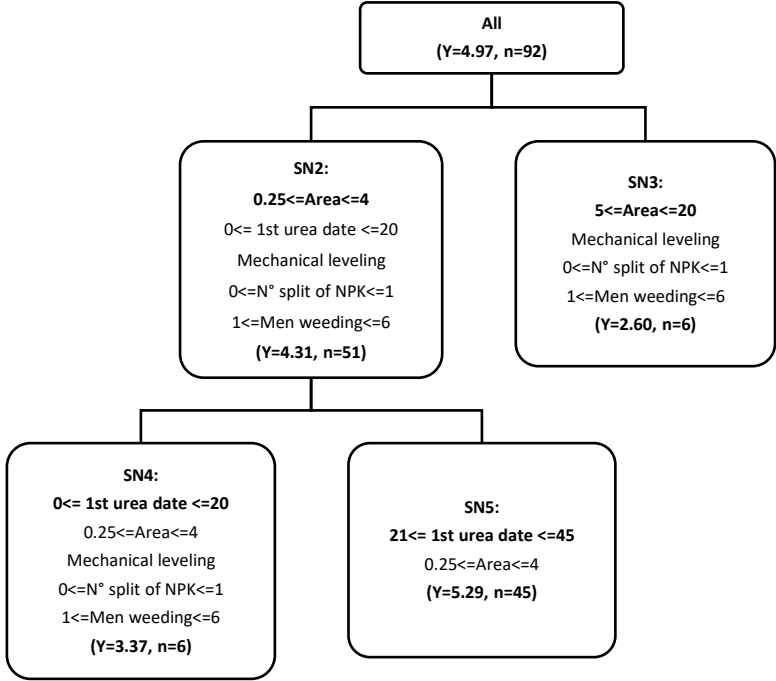 All
(Y=4.97, n=92)
SN2:
0.25<=Area<=4
0<= 1st urea date <=20
Mechanical leveling
0<=N° split of NPK<=1
1<=Men weeding<=6
(Y=4.31, n=51)
SN3:
5<=Area<=20
Mechanical leveling
0<=N° split of NPK<=1
1<=Men weeding<=6
(Y=2.60, n=6)
SN4:
0<= 1st urea date <=20
0.25<=Area<=4
Mechanical leveling
0<=N° split of NPK<=1
1<=Men weeding<=6
(Y=3.37, n=6)
SN5:
21<= 1st urea date <=45
0.25<=Area<=4
(Y=5.29, n=45)